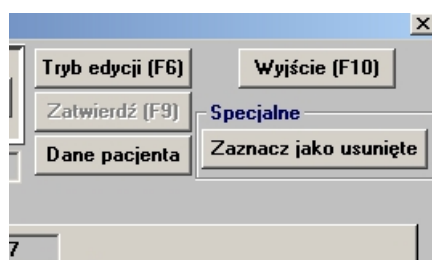 Tryb edycji (F6)
Wyjście (F10)
Zatwierdź (F9)
Specjalne
Dane pacjenta
Zaznacz jako usunięte
7